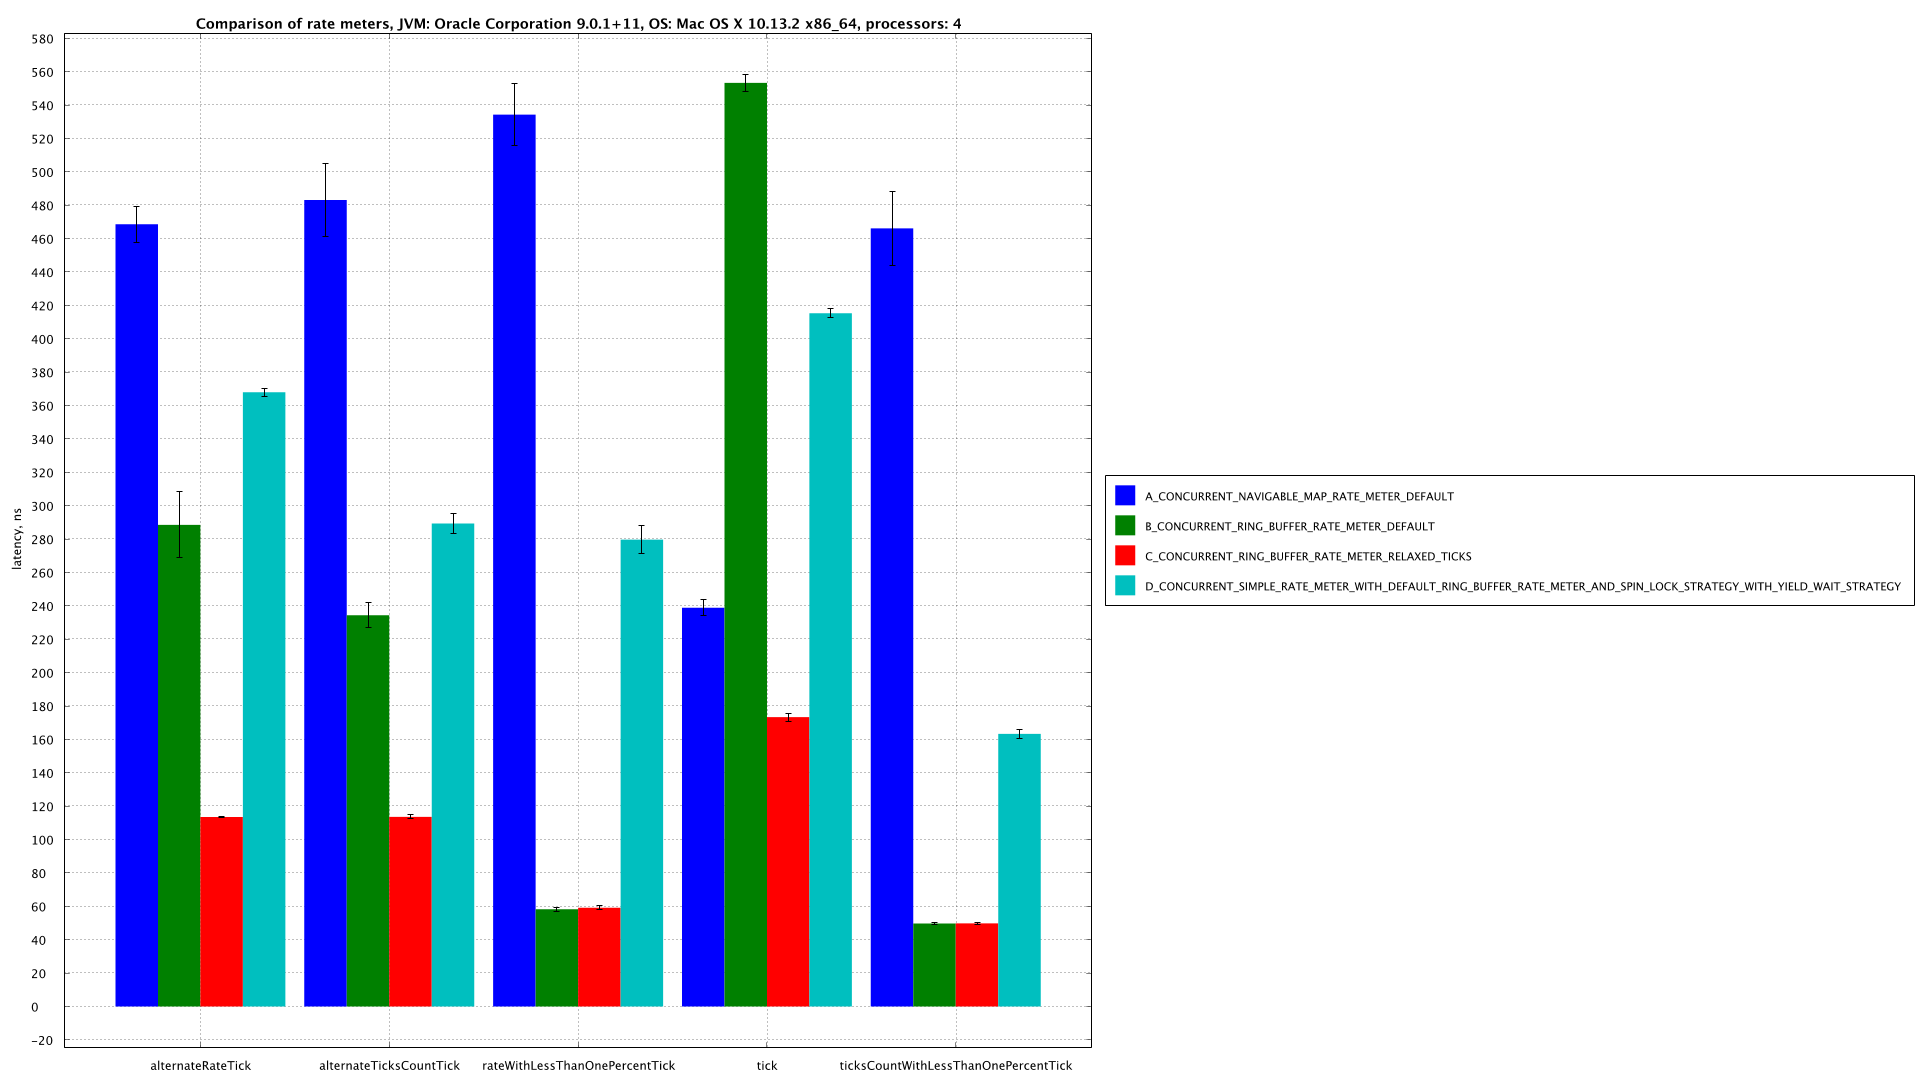 Comparison of rate meters, JVM: Oracle Corporation 9.0.1+11, OS: Mac OS X 10.13.2 x86_64, processors: 4
580
560
540
520
500
480
460
440
420
400
380
360
340
320
300
280
260
240
220
200
180
160
140
120
100
80
60
40
20
0
-20
latency, ns
alternateRateTick
alternateTicksCountTick
rateWithLessThanOnePercentTick
tick
ticksCountWithLessThanOnePercentTick
A_CONCURRENT_NAVIGABLE_MAP_RATE_METER_DEFAULT
B_CONCURRENT_RING_BUFFER_RATE_METER_DEFAULT
C_CONCURRENT_RING_BUFFER_RATE_METER_RELAXED_TICKS
D_CONCURRENT_SIMPLE_RATE_METER_WITH_DEFAULT_RING_BUFFER_RATE_METER_AND_SPIN_LOCK_STRATEGY_WITH_YIELD_WAIT_STRATEGY